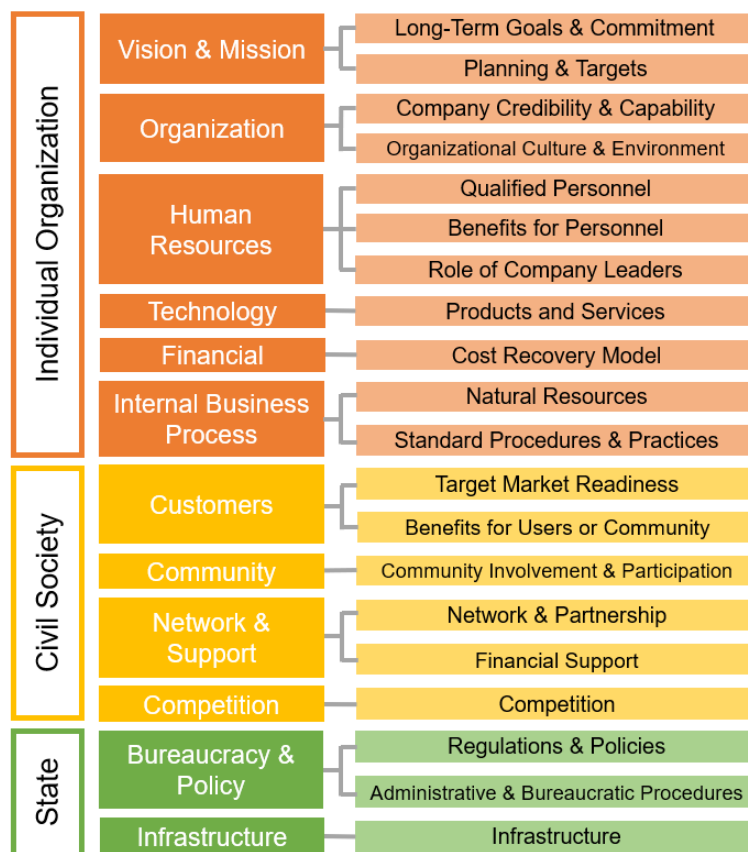 Individual Organization
Vision & Mission
Long-Term Goals & Commitment
Planning & Targets
Organization
Company Credibility & Capability
Organizational Culture & Environment
Human
Resources
Qualified Personnel
Benefits for Personnel
Role of Company Leaders
Technology
Products and Services
Financial
Cost Recovery Model
Internal Business
Process
Natural Resources
Standard Procedures & Practices
Civil Society
Customers
Target Market Readiness
Benefits for Users or Community
Community
Community Involvement & Participation
Network &
Support
Network & Partnership
Financial Support
Competition
Competition
State
Bureaucracy &
Policy
Regulations & Policies
Administrative & Bureaucratic Procedures
Infrastructure
Infrastructure